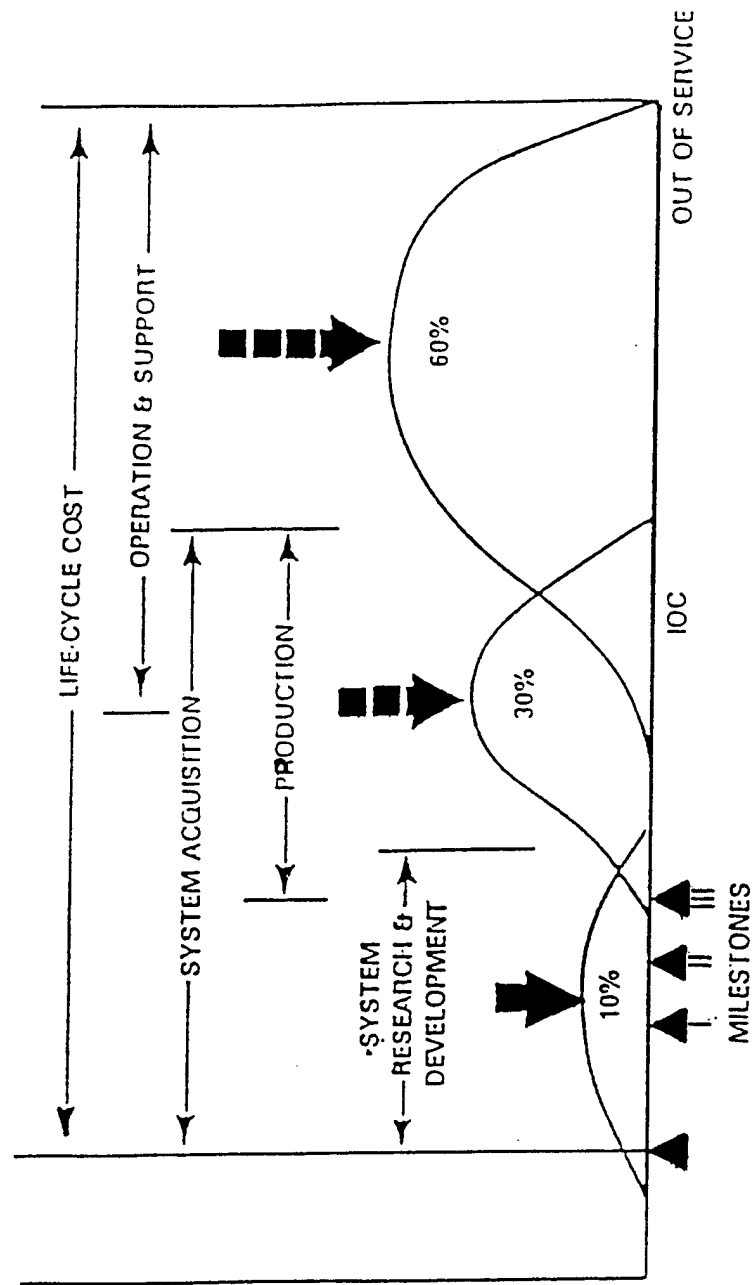 LIFE-CYCLE COST
OPERATION & SUPPORT
SYSTEM ACQUISITION
PRODUCTION
SYSTEM
RESEARCH &
DEVELOPMENT
10%
30%
60%
I
II
III
MILESTONES
IOC
OUT OF SERVICE